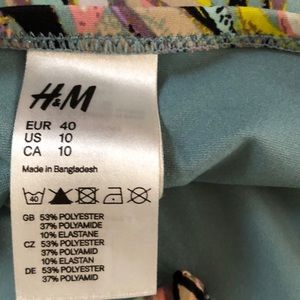 H&M
EUR 40
US 10
CA 10
Made in Bangladesh
40
GB 53% POLYESTER
37% POLYAMIDE
10% ELASTANE
CZ 53% POLYESTER
37% POLYAMID
10% ELASTAN
DE 53% POLYESTER
37% POLYAMID